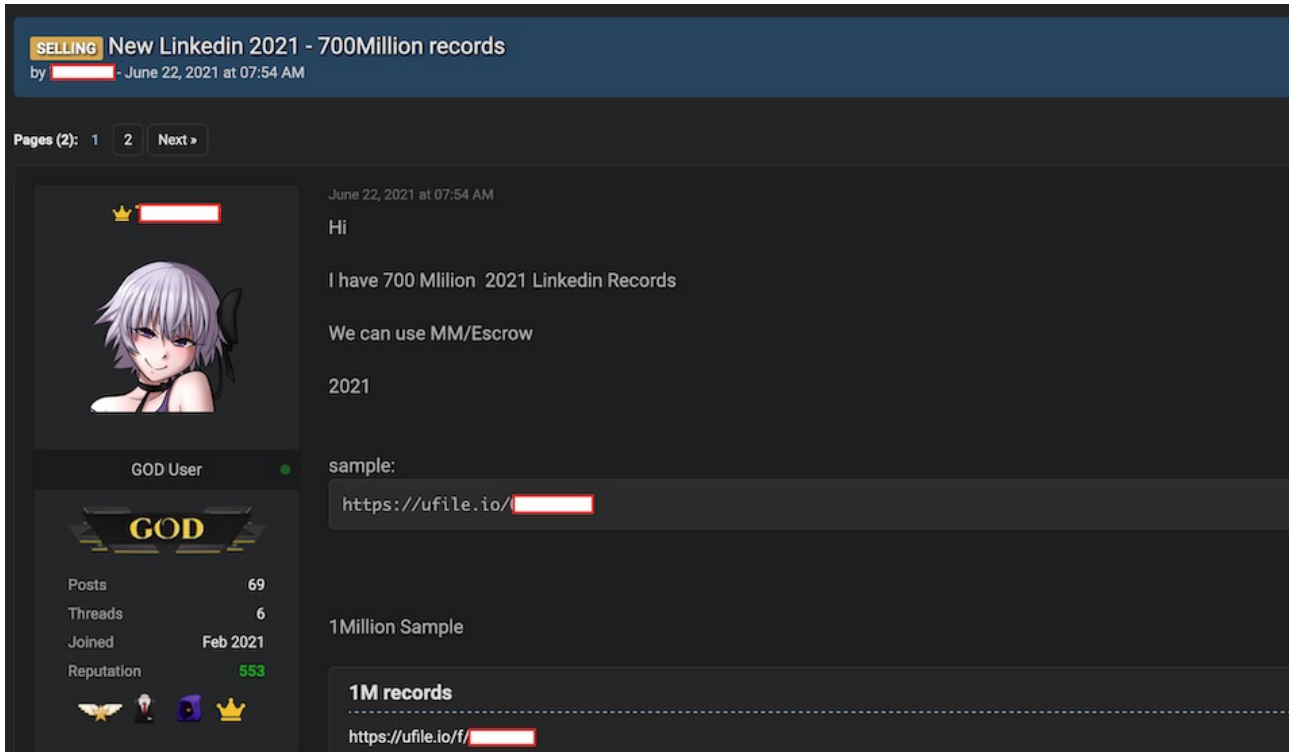 SELLING New Linkedin 2021 - 700Million records
by - June 22, 2021 at 07:54 AM
Pages (2): 1 2 Next »
June 22, 2021 at 07:54 AM
Hi
I have 700 Mlilion 2021 Linkedin Records
We can use MM/Escrow
2021
GOD User
sample:
https://ufile.io/
GOD
Posts 69
Threads 6
Joined Feb 2021
Reputation 553
1Million Sample
1M records
https://ufile.io/f/